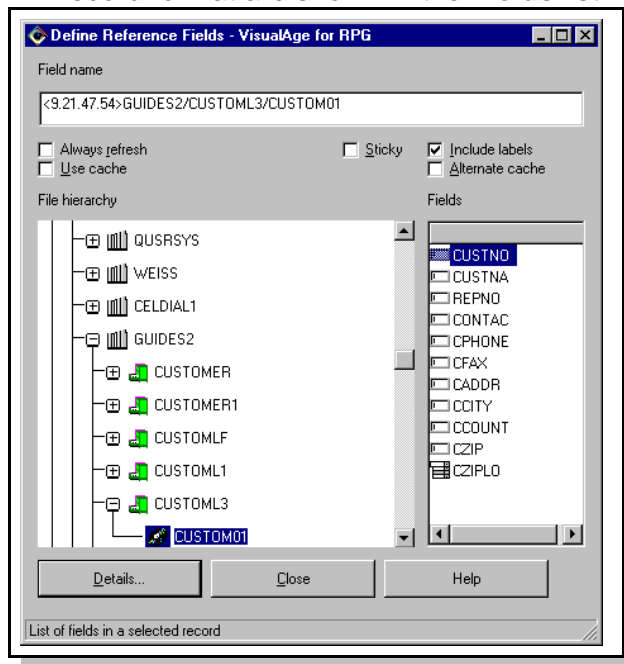 Define Reference Fields - VisualAge for RPG
Field name
<9.21.47.54>GUIDES2/CUSTOML3/CUSTOM01
Always refresh
Sticky
Include labels
Use cache
Alternate cache
File hierarchy
Fields
QUSRSYS
WEISS
CELDIAL1
GUIDES2
CUSTOMER
CUSTOMER1
CUSTOMLF
CUSTOML1
CUSTOML3
CUSTOM01
CUSTNO
CUSTNA
REPNO
CONTAC
CPHONE
CFAX
CADDR
CCITY
CCOUNT
CZIP
CZIPLO
Details...
Close
Help
List of fields in a selected record